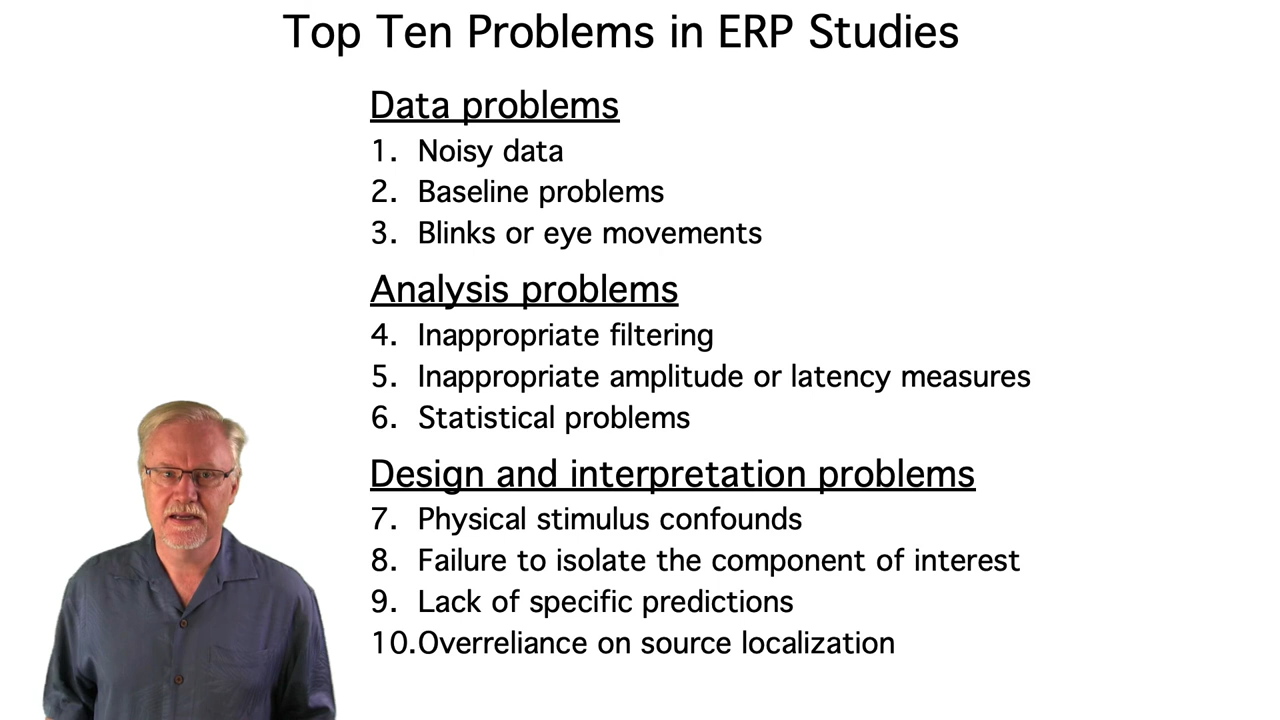 Top Ten Problems in ERP Studies
Data problems
1. Noisy data
2. Baseline problems
3. Blinks or eye movements
Analysis problems
4. Inappropriate filtering
5. Inappropriate amplitude or latency measures
6. Statistical problems
Design and interpretation problems
7. Physical stimulus confounds
8. Failure to isolate the component of interest
9. Lack of specific predictions
10.Overreliance on source localization